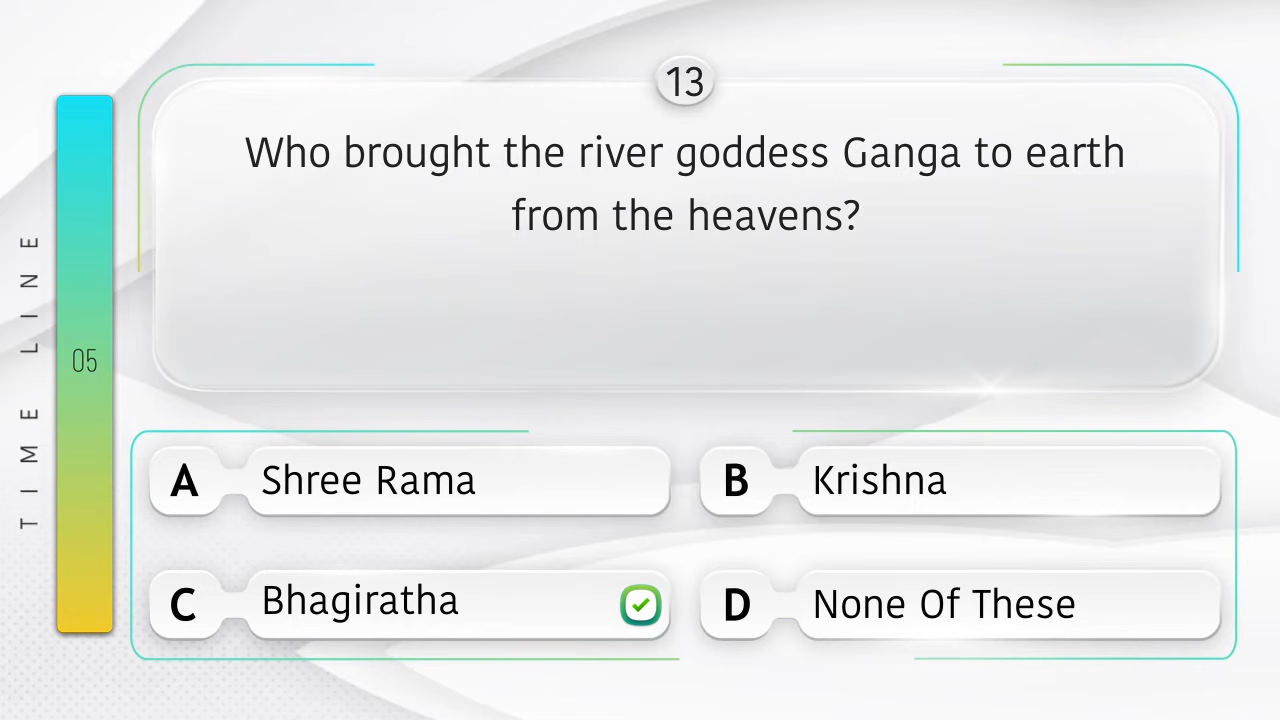 13
Who brought the river goddess Ganga to earth
from the heavens?
TIME LINE
05
A Shree Rama
B Krishna
C Bhagiratha
D None Of These